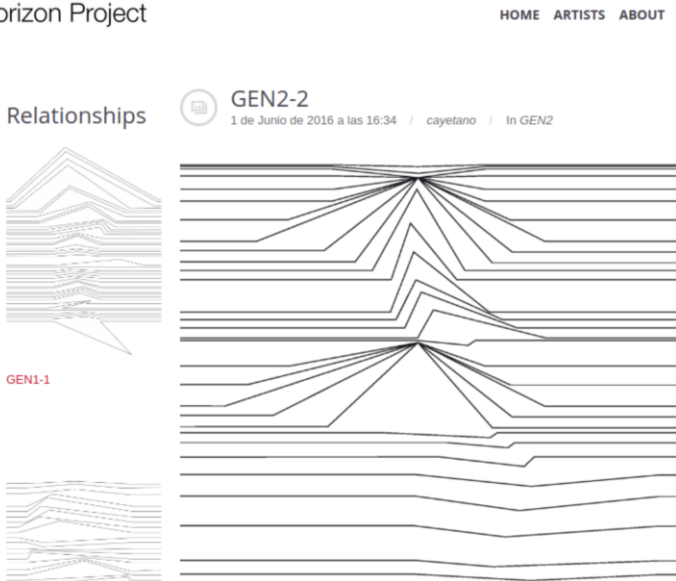 orizon Project
HOME ARTISTS ABOUT
Relationships
GEN2-2
1 de Junio de 2016 a las 16:34 / cayetano / In GEN2
GEN1-1